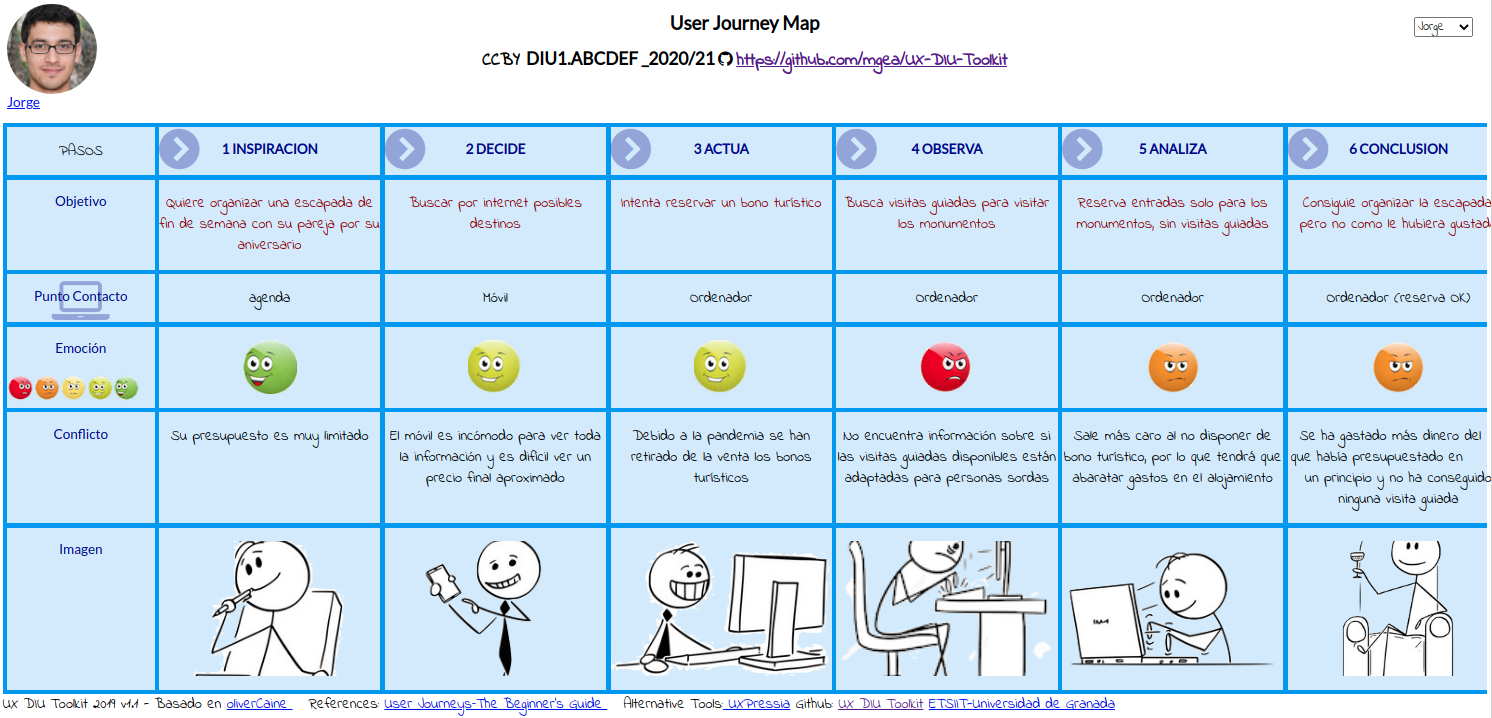 User Journey Map
Jorge
CCBY DIU1.ABCDEF_2020/21 https://github.com/mgea/UX-DIU-Toolkit
Jorge
PASOS
1 INSPIRACION
2 DECIDE
3 ACTUA
4 OBSERVA
5 ANALIZA
6 CONCLUSION
Objetivo
Quiere organizar una escapada de
fin de semana con su pareja por su
aniversario
Buscar por internet posibles
destinos
Intenta reservar un bono turístico
Busca visitas guiadas para visitar
los monumentos
Reserva entradas solo para los
monumentos, sin visitas guiadas
Consiguie organizar la escapada
pero no como le hubiera gustad
Punto Contacto
agenda
Móvil
Ordenador
Ordenador
Ordenador
Ordenador (reserva OK)
Emoción
Conflicto
Su presupuesto es muy limitado
El móvil es incómodo para ver toda
la información y es difícil ver un
precio final aproximado
Debido a la pandemia se han
retirado de la venta los bonos
turísticos
No encuentra información sobre si
las visitas guiadas disponibles están
adaptadas para personas sordas
Sale más caro al no disponer de
bono turístico, por lo que tendrá que
abaratar gastos en el alojamiento
Se ha gastado más dinero del
que había presupuestado en
un principio y no ha conseguido
ninguna visita guiada
Imagen
UX DIU Toolkit 2019 v1.1 - Basado en oliverCaine References: User Journeys-The Beginner's Guide Alternative Tools: UXPressia Github: UX DIU Toolkit ETSIIT-Universidad de Granada